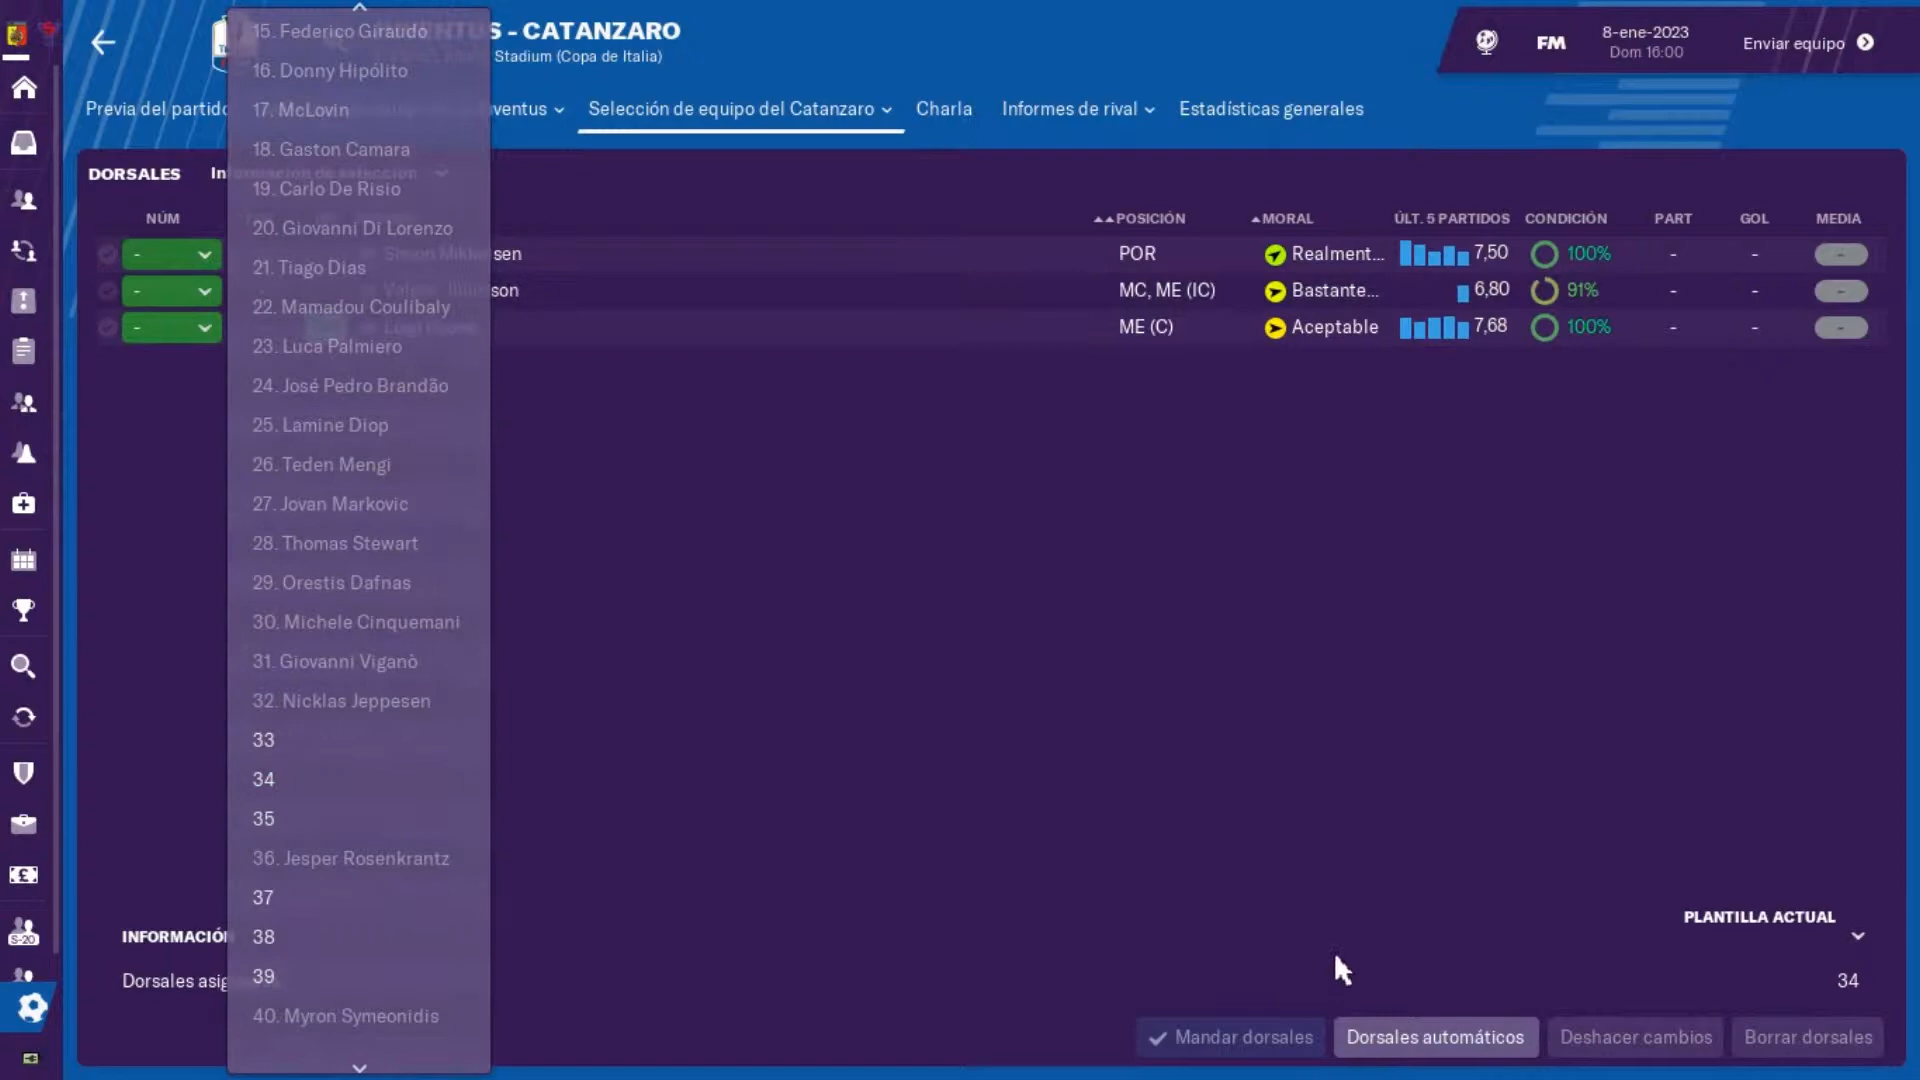 S - CATANZARO
Stadium (Copa de Italia)
8-ene-2023
Dom 16:00
FM
Enviar equipo
Previa del partido
ventus
Selección de equipo del Catanzaro
Charla
Informes de rival
Estadísticas generales
DORSALES
Información de selección
NÚM
POSICIÓN
MORAL
ÚLT. 5 PARTIDOS
CONDICIÓN
PART
GOL
MEDIA
- sen POR Realment... 7,50 100% - - -
- son MC, ME (IC) Bastante... 6,80 91% - - -
- ME (C) Aceptable 7,68 100% - - -
15. Federico Giraudo
16. Donny Hipólito
17. McLovin
18. Gaston Camara
19. Carlo De Risio
20. Giovanni Di Lorenzo
21. Tiago Dias
22. Mamadou Coulibaly
23. Luca Palmiero
24. José Pedro Brandão
25. Lamine Diop
26. Teden Mengi
27. Jovan Markovic
28. Thomas Stewart
29. Orestis Dafnas
30. Michele Cinquemani
31. Giovanni Viganò
32. Nicklas Jeppesen
33
34
35
36. Jesper Rosenkrantz
37
38
39
40. Myron Symeonidis
INFORMACIÓN
PLANTILLA ACTUAL
Dorsales asig
34
Mandar dorsales
Dorsales automáticos
Deshacer cambios
Borrar dorsales
S-20